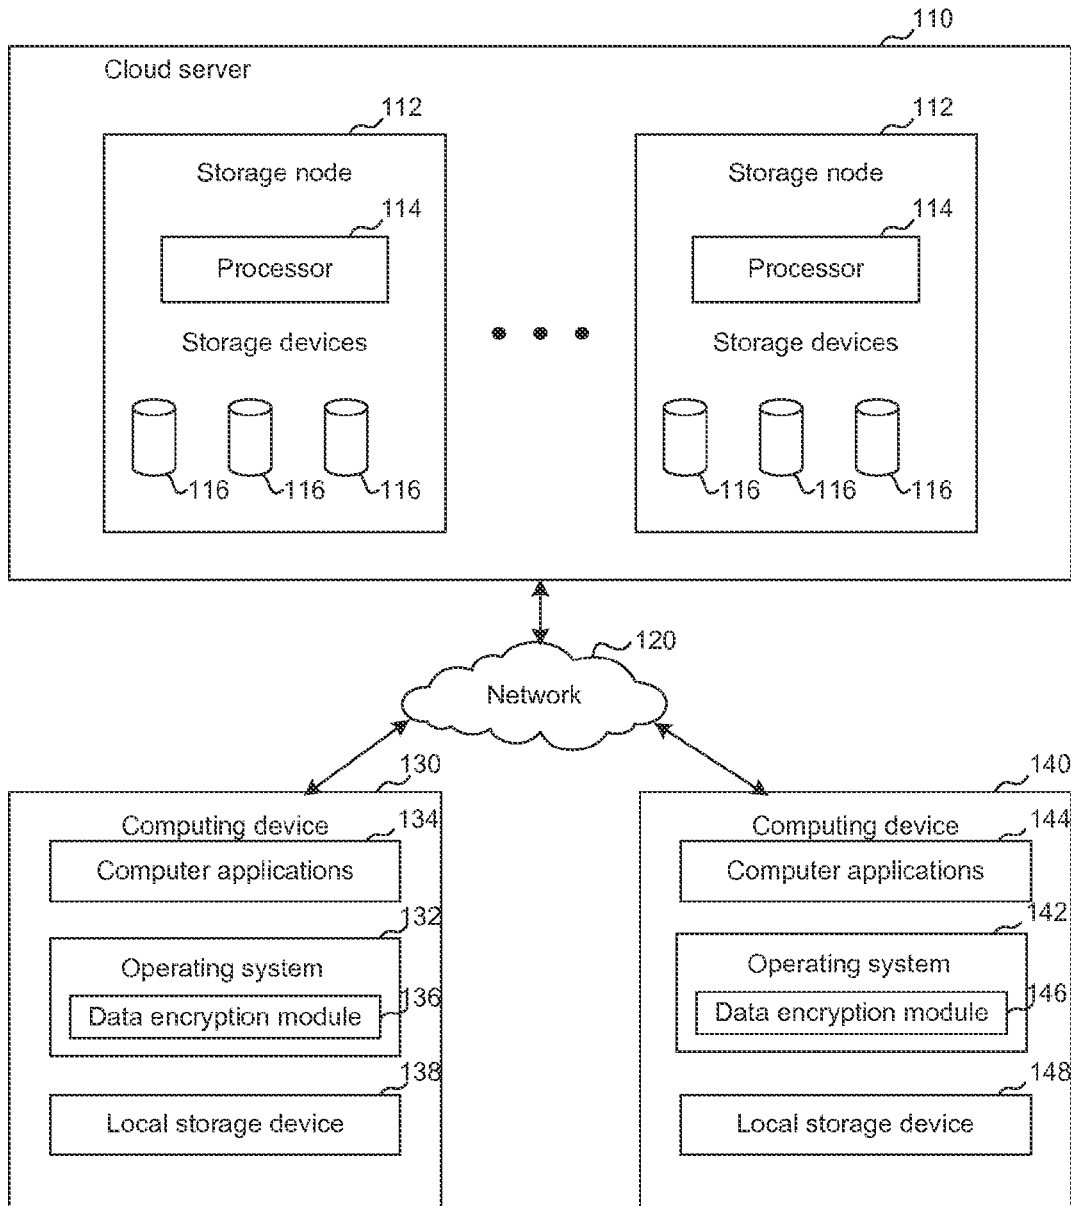 110
Cloud server
112 112
Storage node Storage node
114 114
Processor Processor
Storage devices Storage devices
116 116 116 116 116 116
120
Network
130 140
Computing device 134 Computing device 144
Computer applications Computer applications
132 142
Operating system Operating system
Data encryption module 136 Data encryption module 146
138 148
Local storage device Local storage device